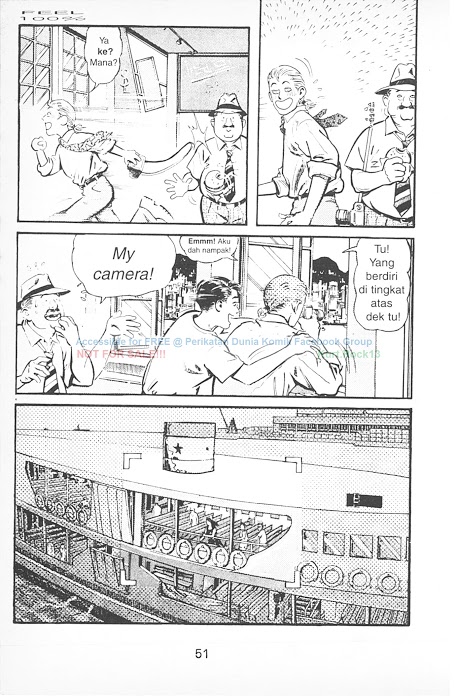 FEEL
100%
Ya
ke?
Mana?
My
camera!
Emmm! Aku
dah nampak!
Tu!
Yang
berdiri
di tingkat
atas
dek tu!
Accessible for FREE @ Perikatan Dunia Komik Facebook Group
NOT FOR SALE!!!
51